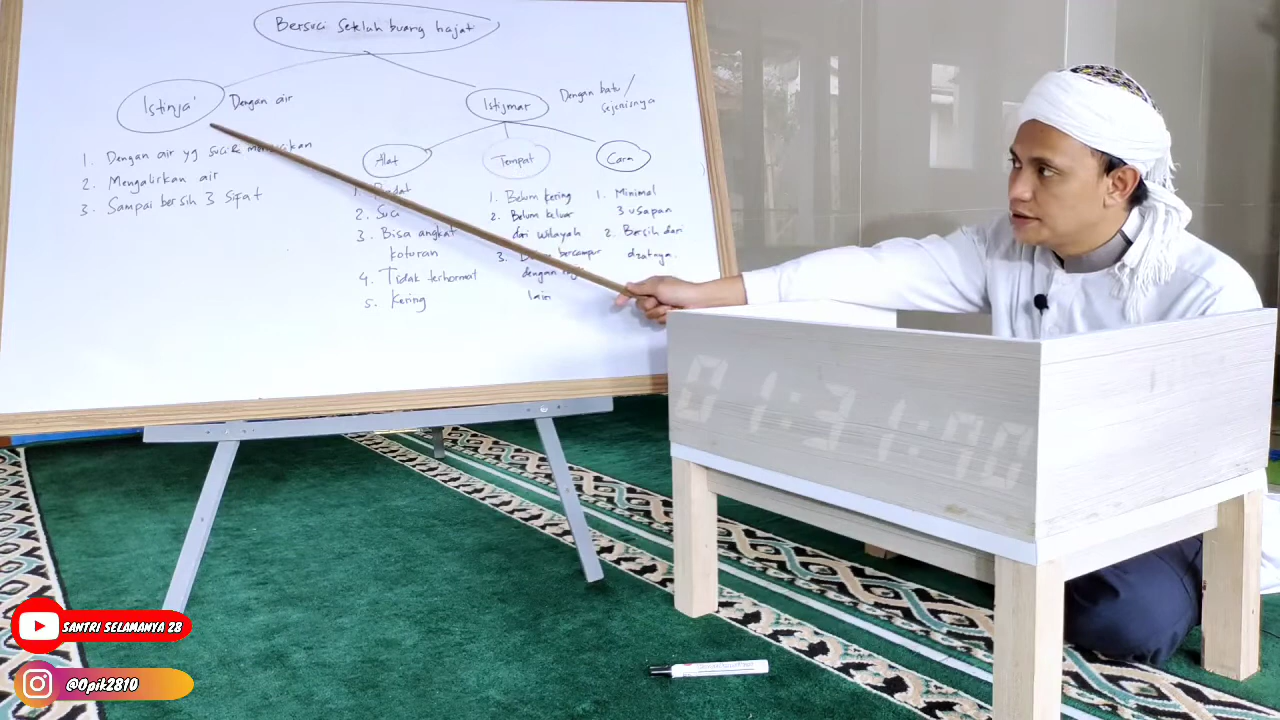 Bersuci setelah buang hajat
Istinja'
Dengan air
1. Dengan air yg suci &
2. Mengalirkan air
3. Sampai bersih 3 sifat
Istijmar
Dengan batu /
sejenisnya
Alat
2. Suci
3. Bisa angkat
kotoran
4. Tidak terhormat
5. Kering
Tempat
1. Belum kering
2. Belum keluar
dari wilayah
3. bercampur
dengan
lain
Cara
1. Minimal
3 usapan
2. Bersih dari
dzatnya.
01:31:40
SANTRI SELAMANYA 28
@Opik2810